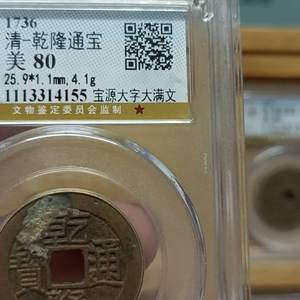 1736
清-乾隆通宝
美 80
25.9*1.1mm,4.1g
1113314155 宝源大字大满文
文物鉴定委员会监制
乾
通
寶
隆